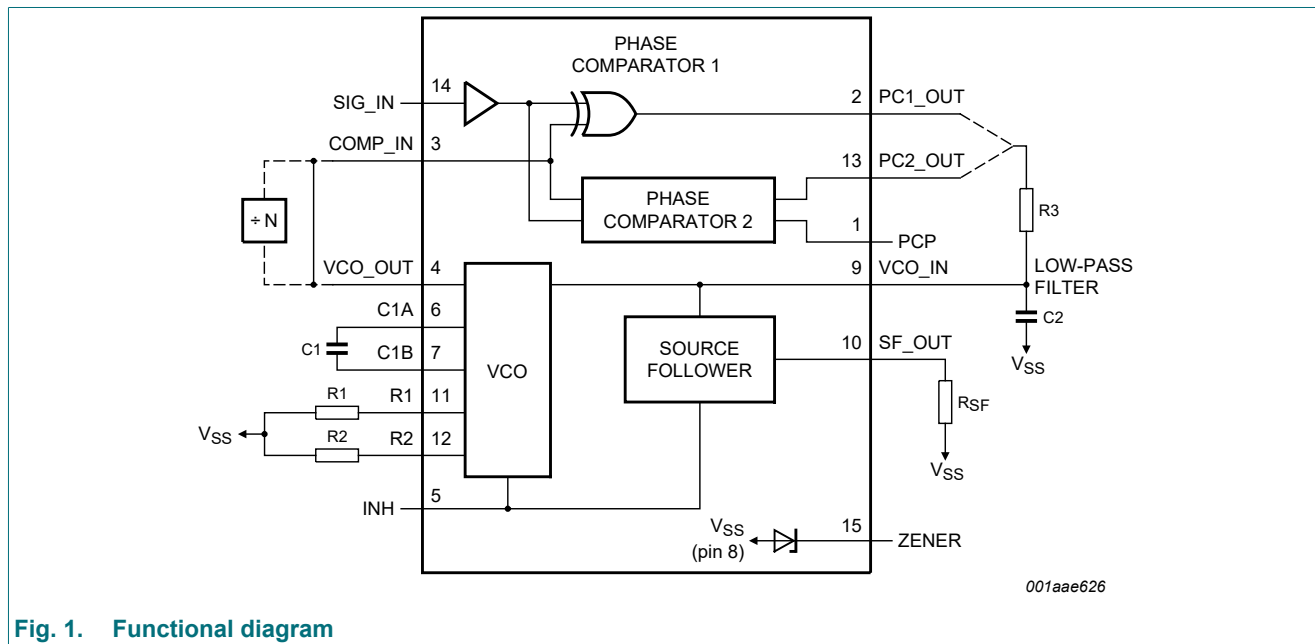 PHASE
COMPARATOR 1
14
SIG_IN
2 PC1_OUT
COMP_IN 3
13 PC2_OUT
PHASE
COMPARATOR 2
÷ N
R3
1
PCP
VCO_OUT 4
9 VCO_IN
LOW-PASS
FILTER
C1A 6
C2
C1
C1B 7
VCO
SOURCE
FOLLOWER
10 SF_OUT
VSS
R1 R1 11
RSF
VSS
R2 R2 12
VSS
INH 5
VSS
(pin 8)
15
ZENER
001aae626
Fig. 1. Functional diagram